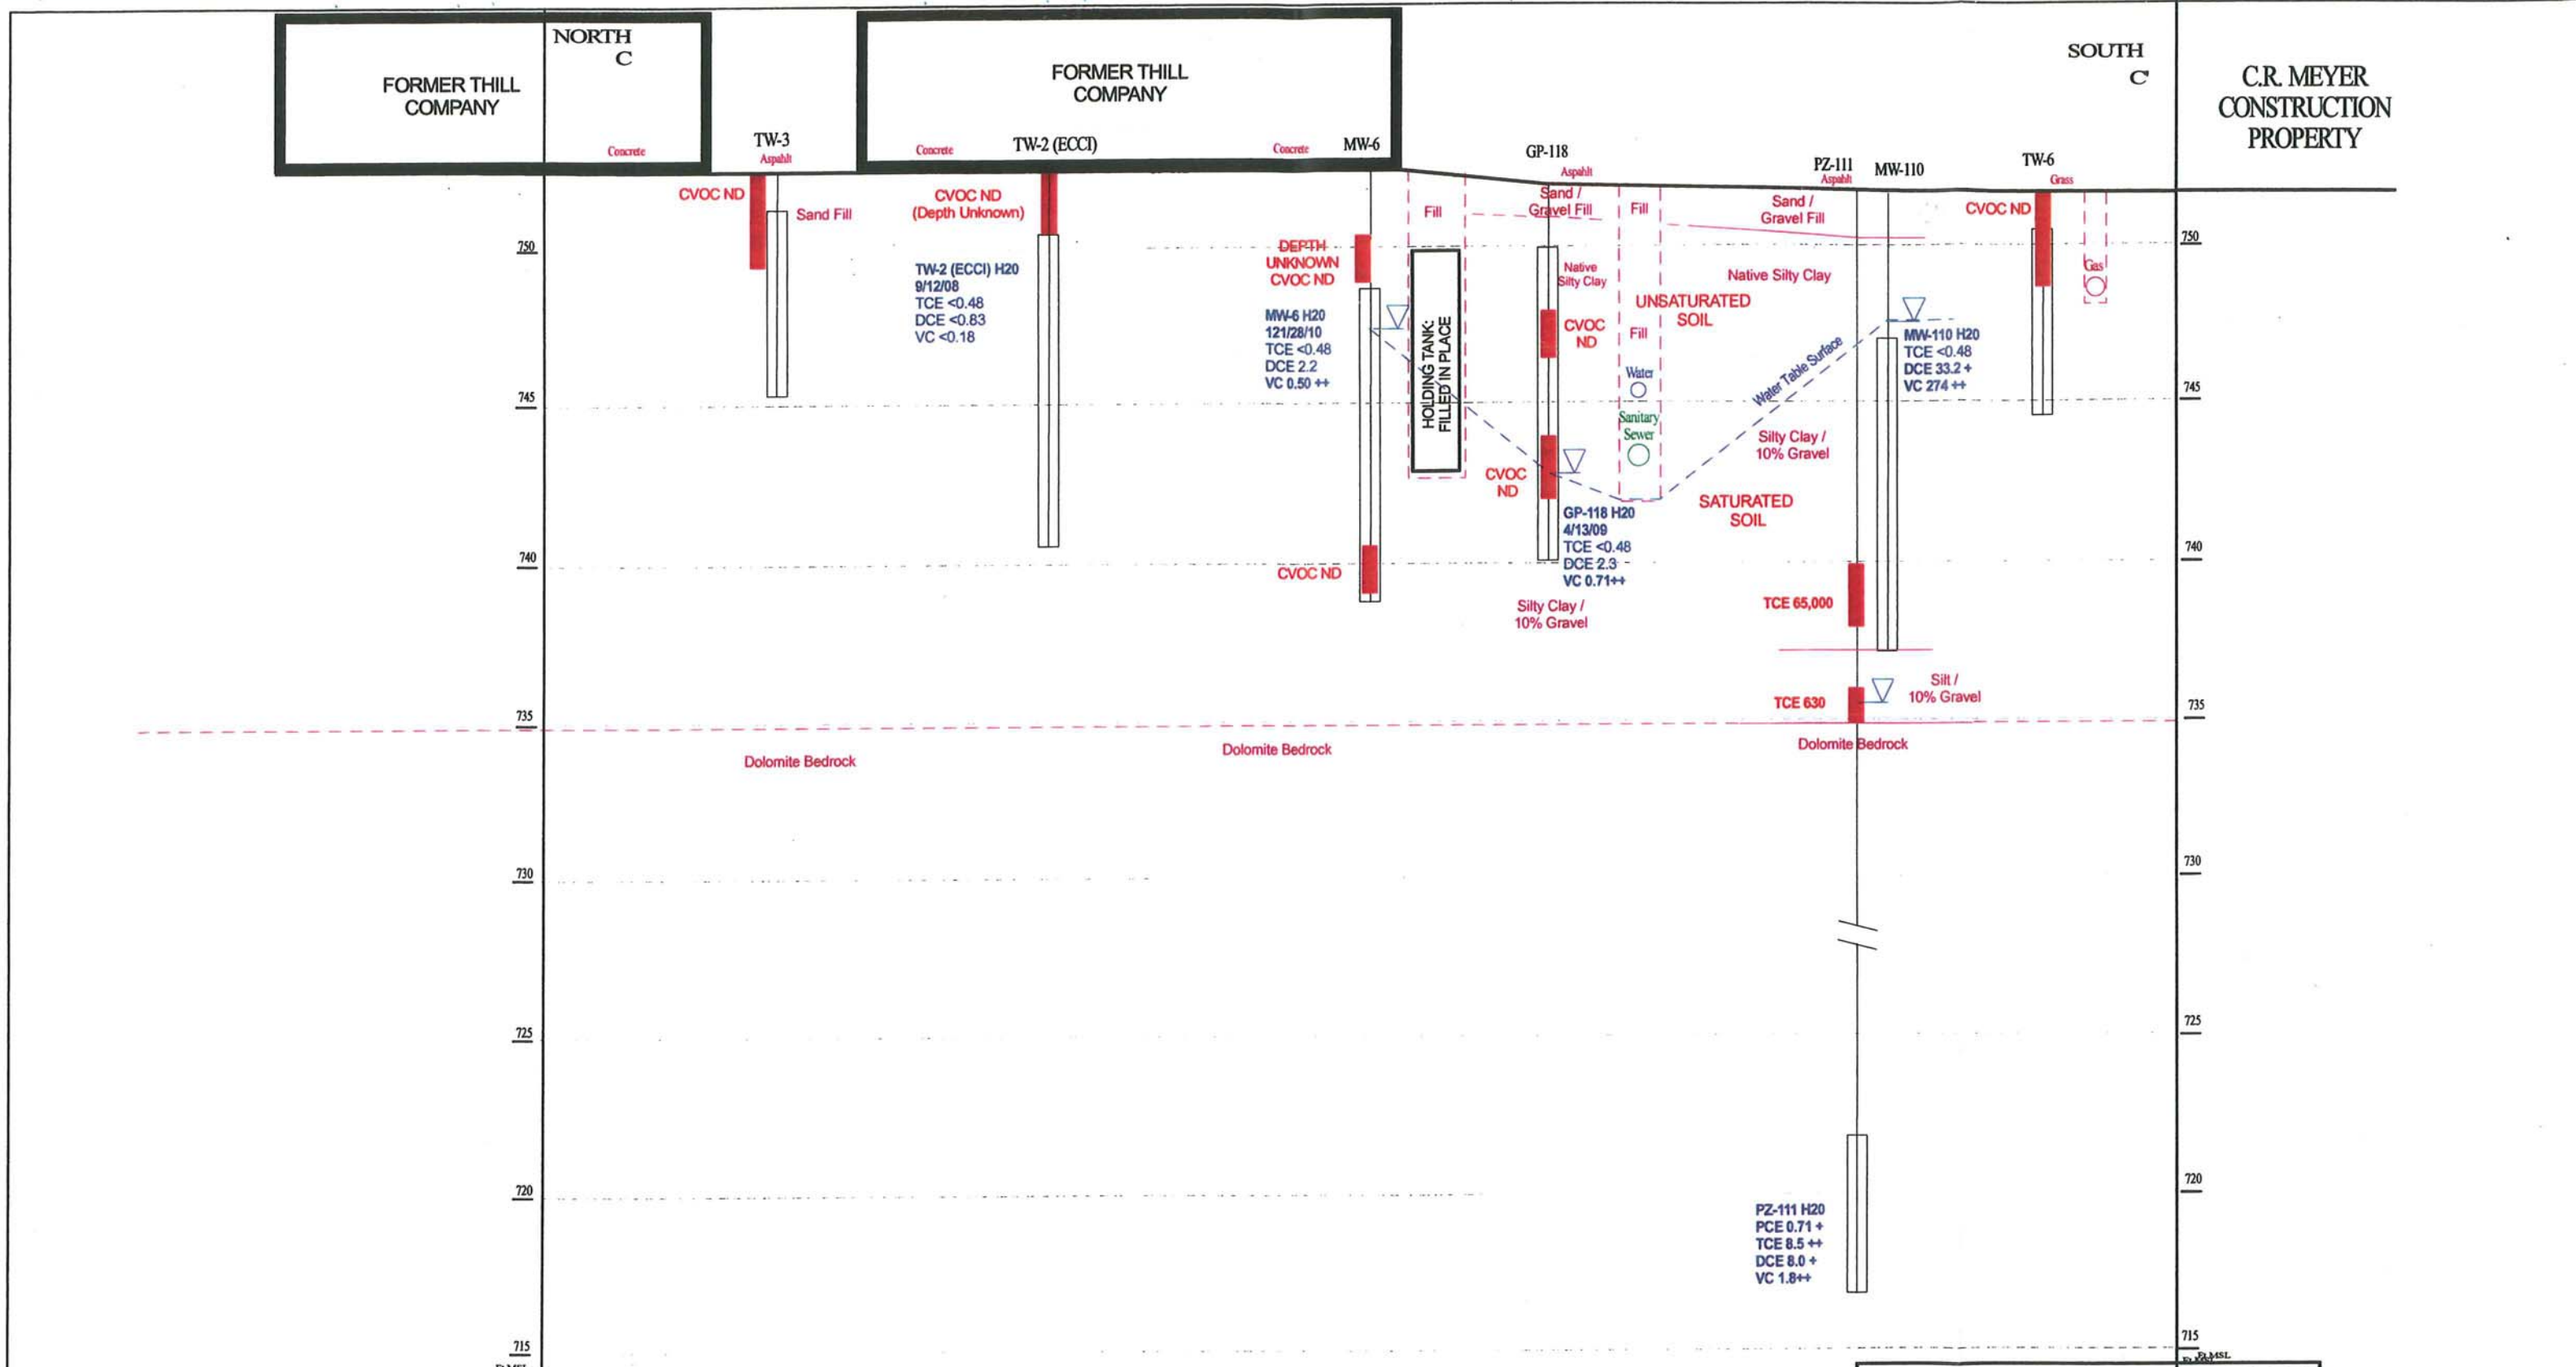 NORTH
C
FORMER THILL
COMPANY
Concrete
TW-3
Aspahlt
FORMER THILL
COMPANY
Concrete
TW-2 (ECCI)
Concrete
MW-6
GP-118
Aspahlt
PZ-111
Aspahlt
MW-110
TW-6
Grass
SOUTH
C'
C.R. MEYER
CONSTRUCTION
PROPERTY
CVOC ND
Sand Fill
CVOC ND
(Depth Unknown)
TW-2 (ECCI) H20
9/12/08
TCE <0.48
DCE <0.83
VC <0.18
DEPTH
UNKNOWN
CVOC ND
MW-6 H20
121/28/10
TCE <0.48
DCE 2.2
VC 0.50 ++
CVOC ND
Fill
HOLDING TANK:
FILLED IN PLACE
Sand /
Gravel Fill
Native
Silty Clay
CVOC
ND
CVOC
ND
GP-118 H20
4/13/09
TCE <0.48
DCE 2.3
VC 0.71++
Silty Clay /
10% Gravel
Fill
Fill
Water
Sanitary
Sewer
UNSATURATED
SOIL
Sand /
Gravel Fill
Native Silty Clay
Water Table Surface
Silty Clay /
10% Gravel
SATURATED
SOIL
MW-110 H20
TCE <0.48
DCE 33.2 +
VC 274 ++
CVOC ND
Gas
TCE 65,000
TCE 630
Silt /
10% Gravel
Dolomite Bedrock
Dolomite Bedrock
Dolomite Bedrock
PZ-111 H20
PCE 0.71 +
TCE 8.5 ++
DCE 8.0 +
VC 1.8++
750
745
740
735
730
725
720
715
750
745
740
735
730
725
720
715